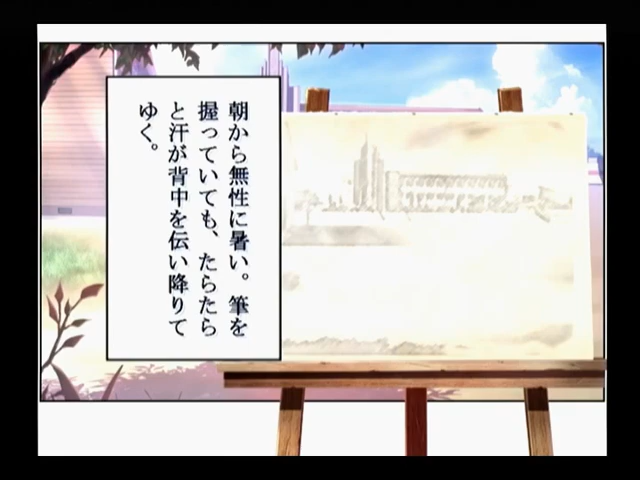 朝から無性に暑い。筆を
握っていても、たらたら
と汗が背中を伝い降りて
ゆく。